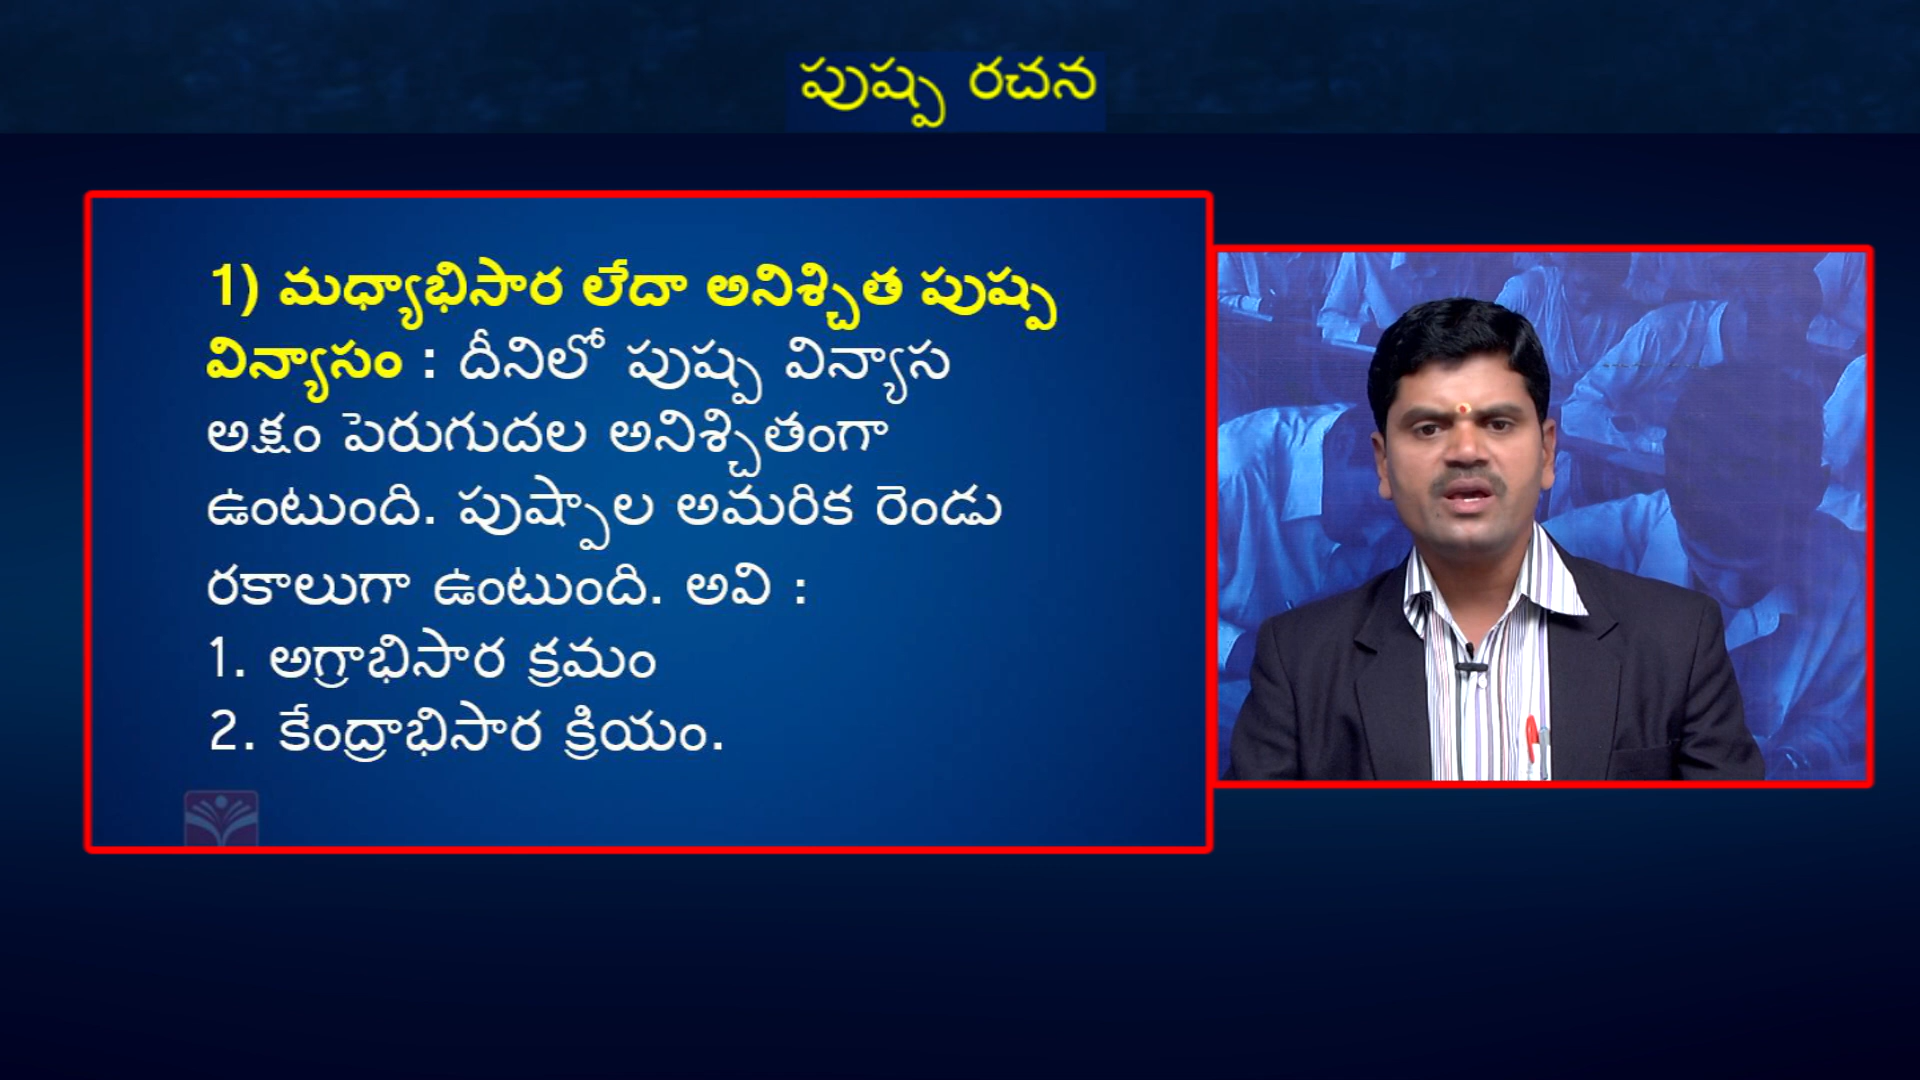 పుష్ప రచన
1) మధ్యాభిసార లేదా అనిశ్చిత పుష్ప
విన్యాసం : దీనిలో పుష్ప విన్యాస
అక్షం పెరుగుదల అనిశ్చితంగా
ఉంటుంది. పుష్పాల అమరిక రెండు
రకాలుగా ఉంటుంది. అవి :
1. అగ్రాభిసార క్రమం
2. కేంద్రాభిసార క్రియం.